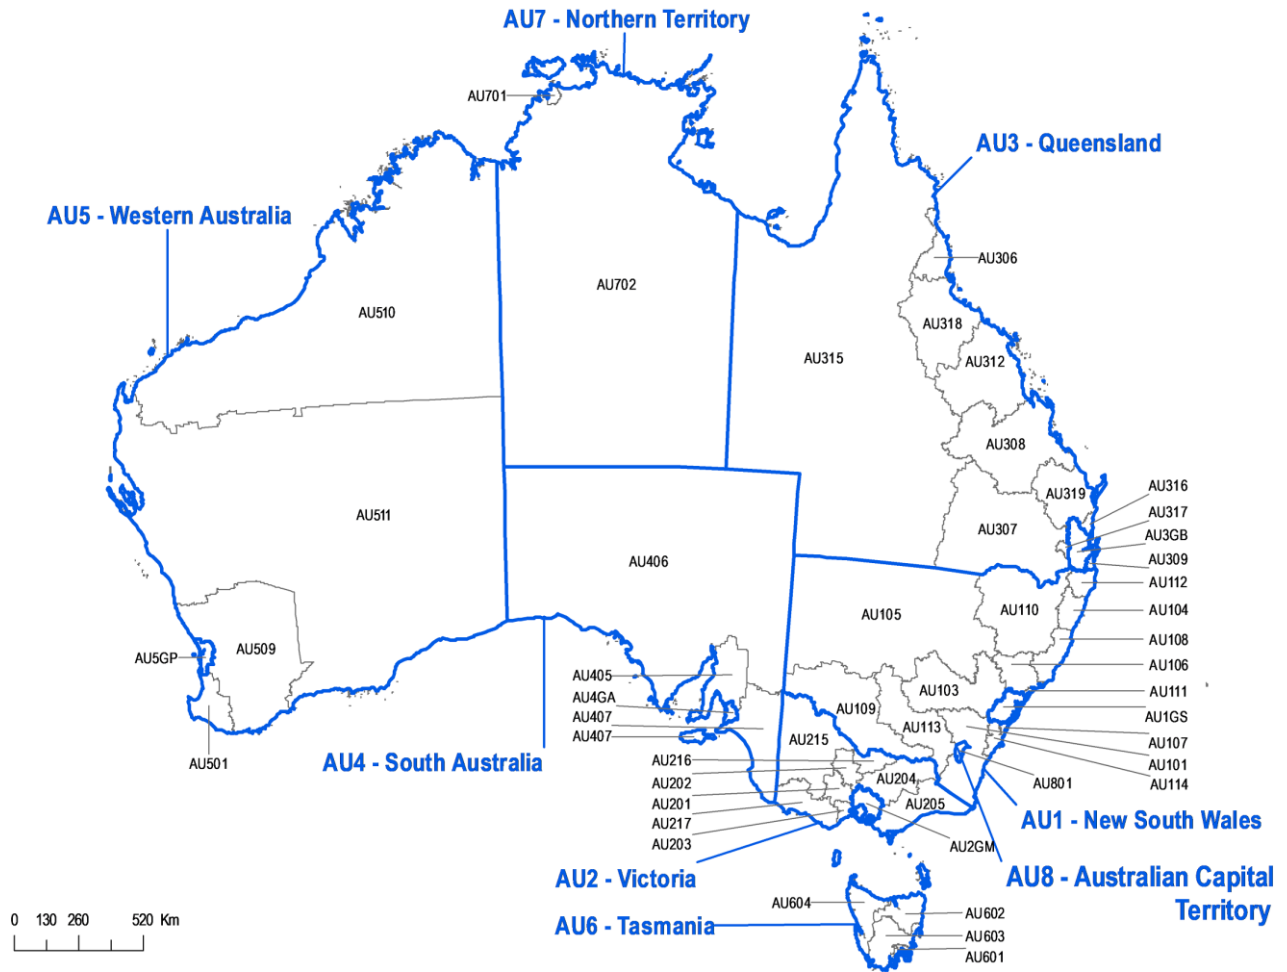 AU7 - Northern Territory
AU701
AU3 - Queensland
AU5 - Western Australia
AU306
AU702
AU510
AU318
AU315
AU312
AU308
AU316
AU319
AU317
AU511
AU307
AU3GB
AU309
AU406
AU112
AU105
AU110
AU104
AU108
AU509
AU5GP
AU106
AU405
AU103
AU111
AU4GA
AU109
AU1GS
AU407
AU113
AU407
AU215
AU107
AU216
AU101
AU501
AU4 - South Australia
AU202
AU204
AU801
AU114
AU201
AU205
AU217
AU1 - New South Wales
AU203
AU2GM
AU2 - Victoria
AU8 - Australian Capital
Territory
AU604
AU602
AU6 - Tasmania
AU603
AU601
0 130 260 520 Km